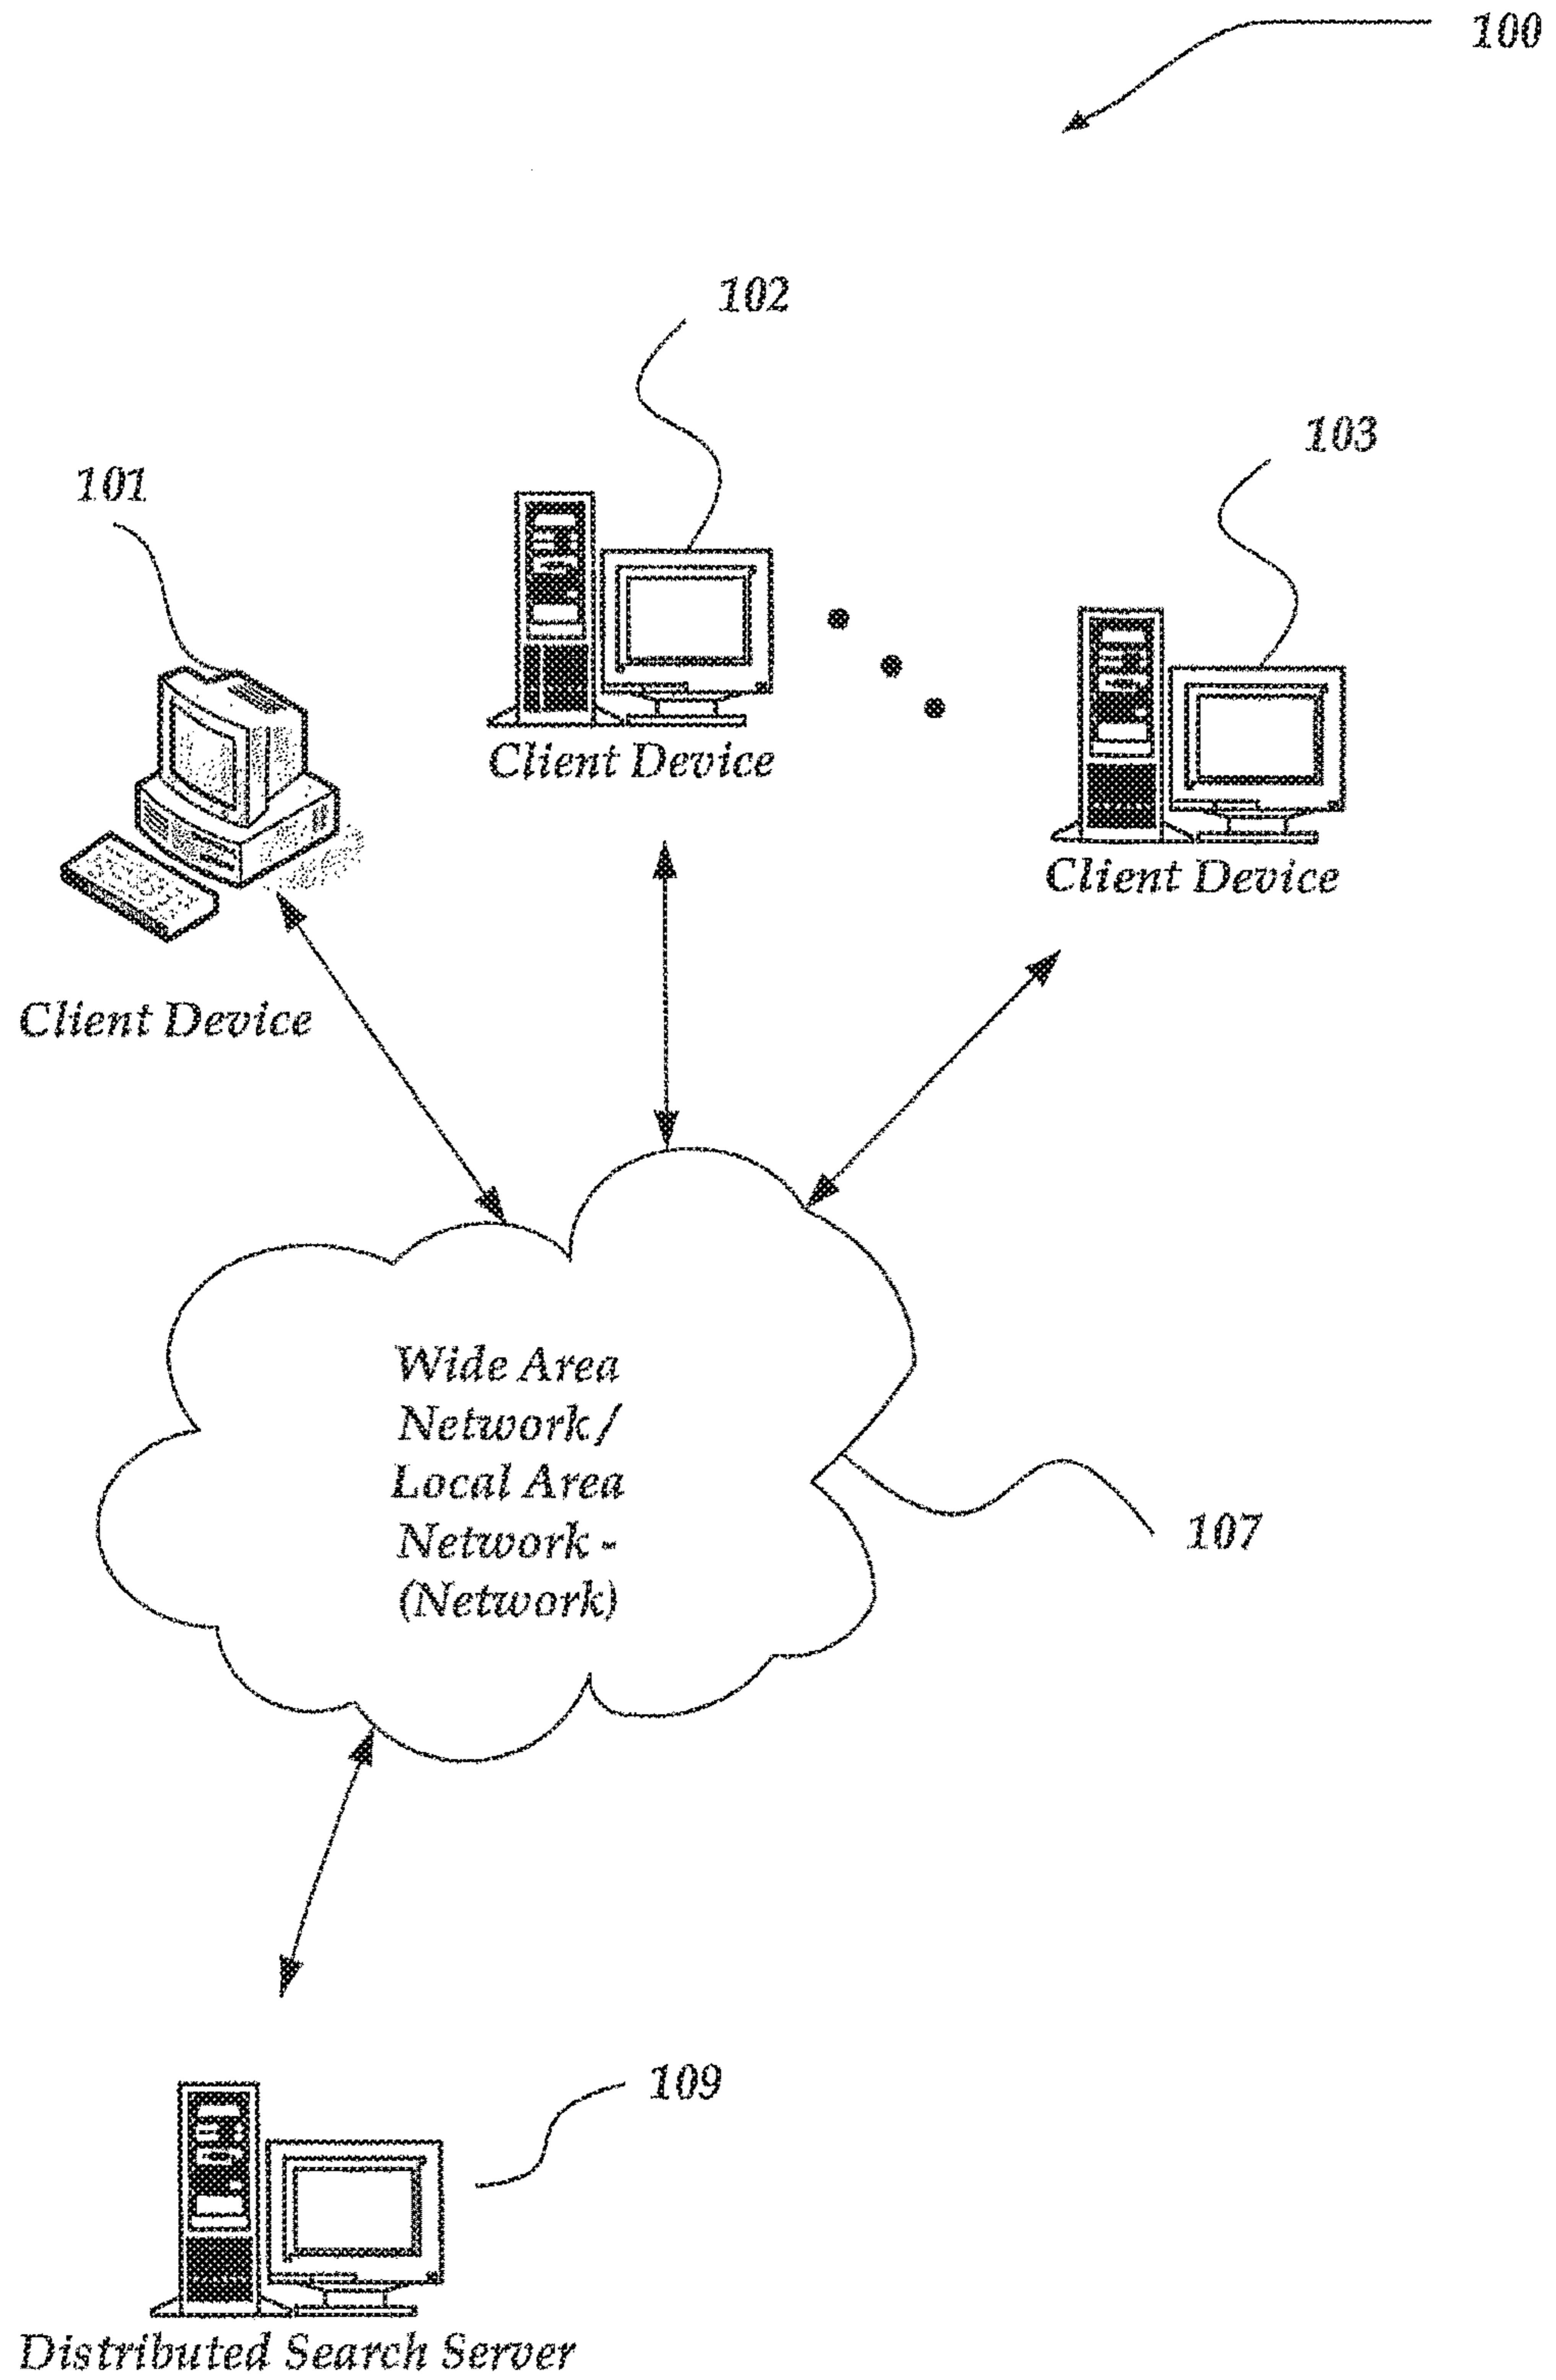 100
102
103
101
Client Device
Client Device
Client Device
Wide Area
Network /
Local Area
Network -
(Network)
107
109
Distributed Search Server